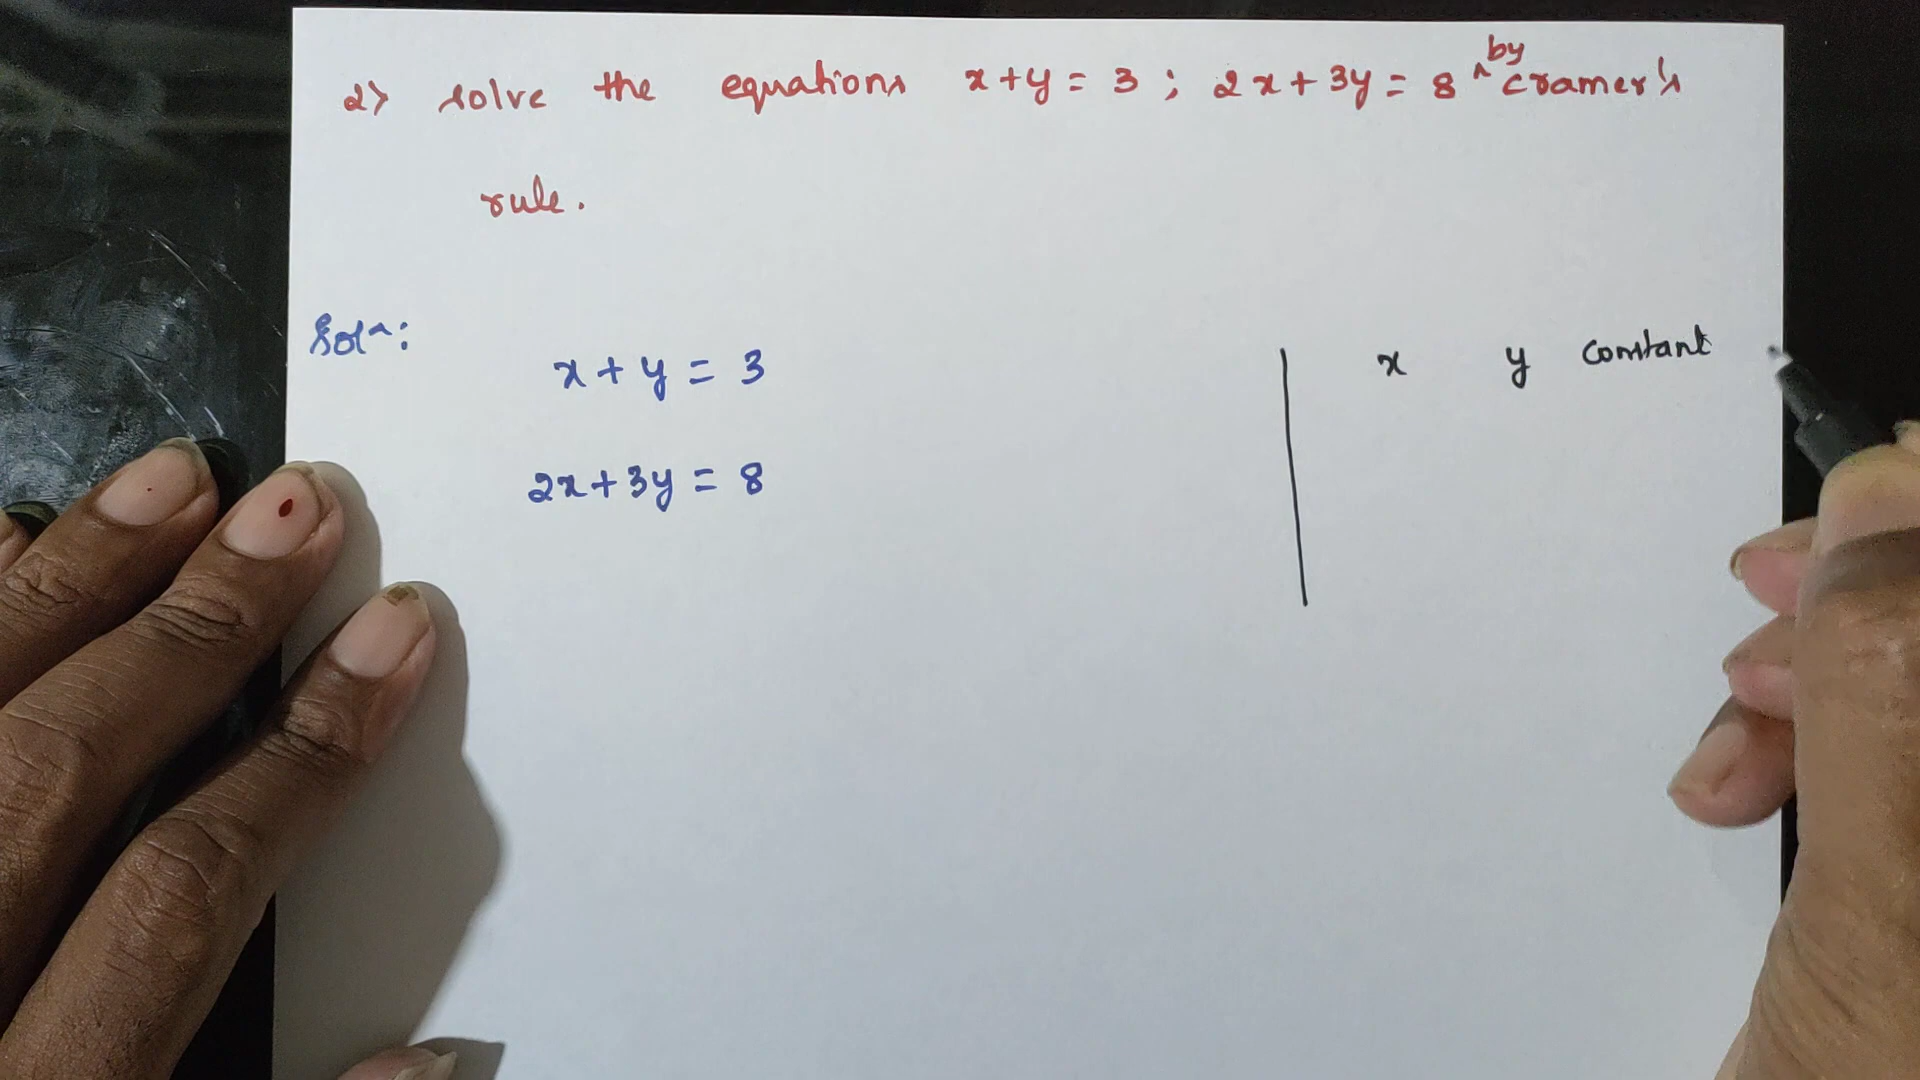 2) solve the equations x+y = 3 ; 2x+3y = 8 ^by cramer's
rule.
Soln:
x+y = 3
x y constant
2x+3y = 8